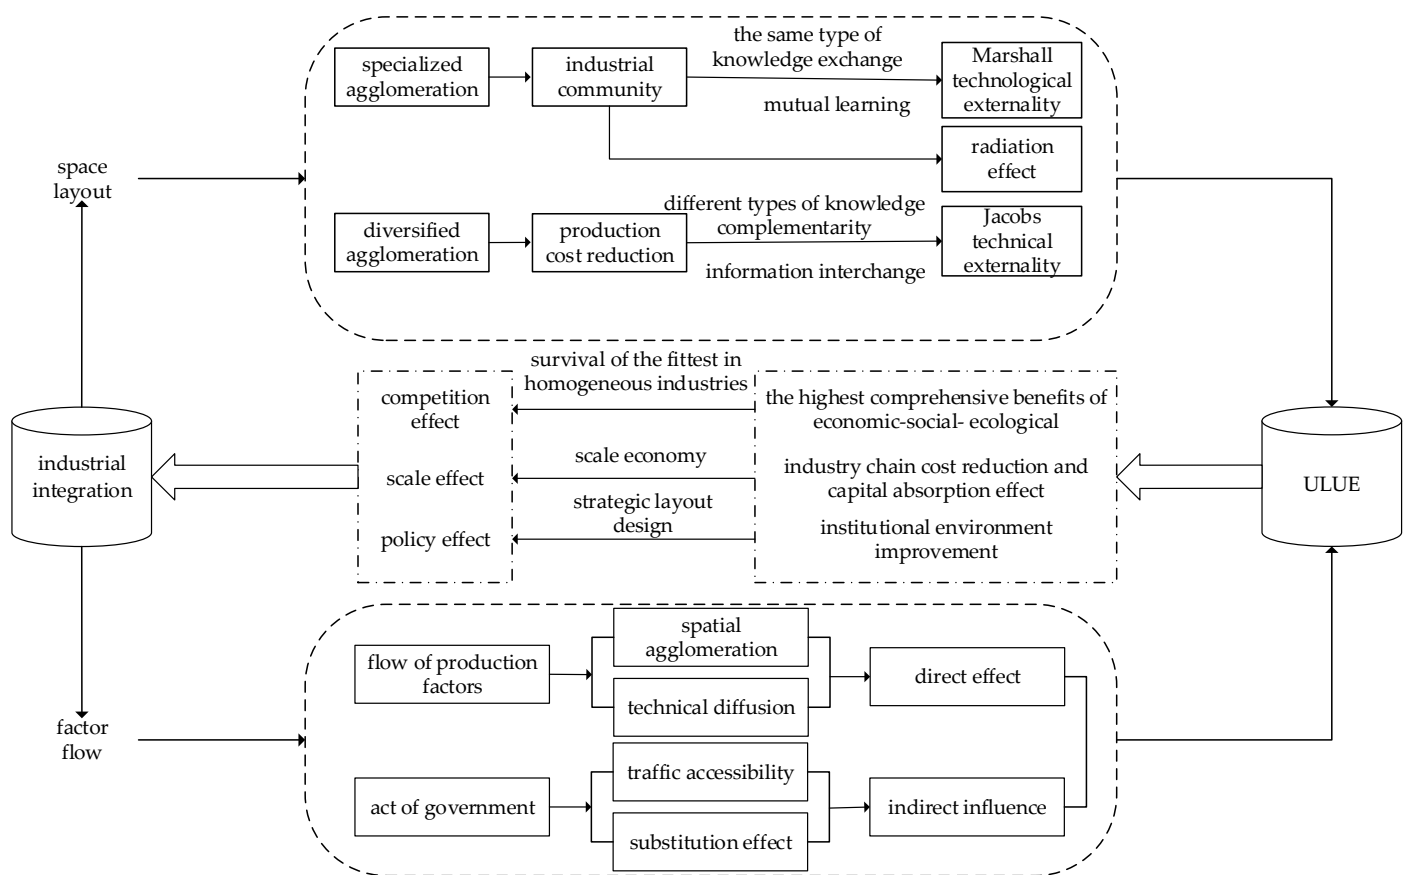 the same type of
knowledge exchange
specialized
agglomeration
industrial
community
Marshall
technological
externality
mutual learning
radiation
effect
space
layout
different types of knowledge
complementarity
diversified
agglomeration
production
cost reduction
Jacobs
technical
externality
information interchange
survival of the fittest in
homogeneous industries
competition
effect
the highest comprehensive benefits of
economic-social- ecological
industrial
integration
scale economy
scale effect
industry chain cost reduction and
capital absorption effect
ULUE
strategic layout
design
policy effect
institutional environment
improvement
spatial
agglomeration
flow of production
factors
direct effect
technical diffusion
factor
flow
traffic accessibility
act of government
indirect influence
substitution effect